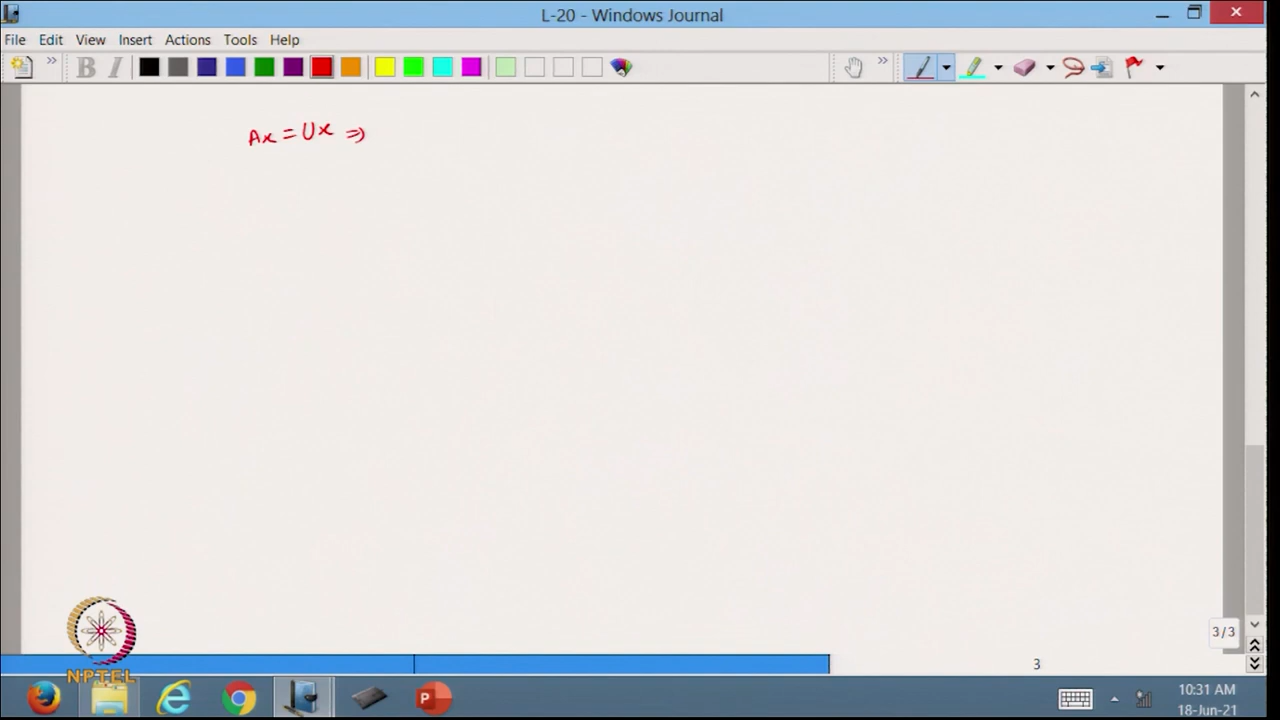 L-20 - Windows Journal
File Edit View Insert Actions Tools Help
B I
Ax = Ux ⇒
3/3
3
NPTEL
10:31 AM
18-Jun-21